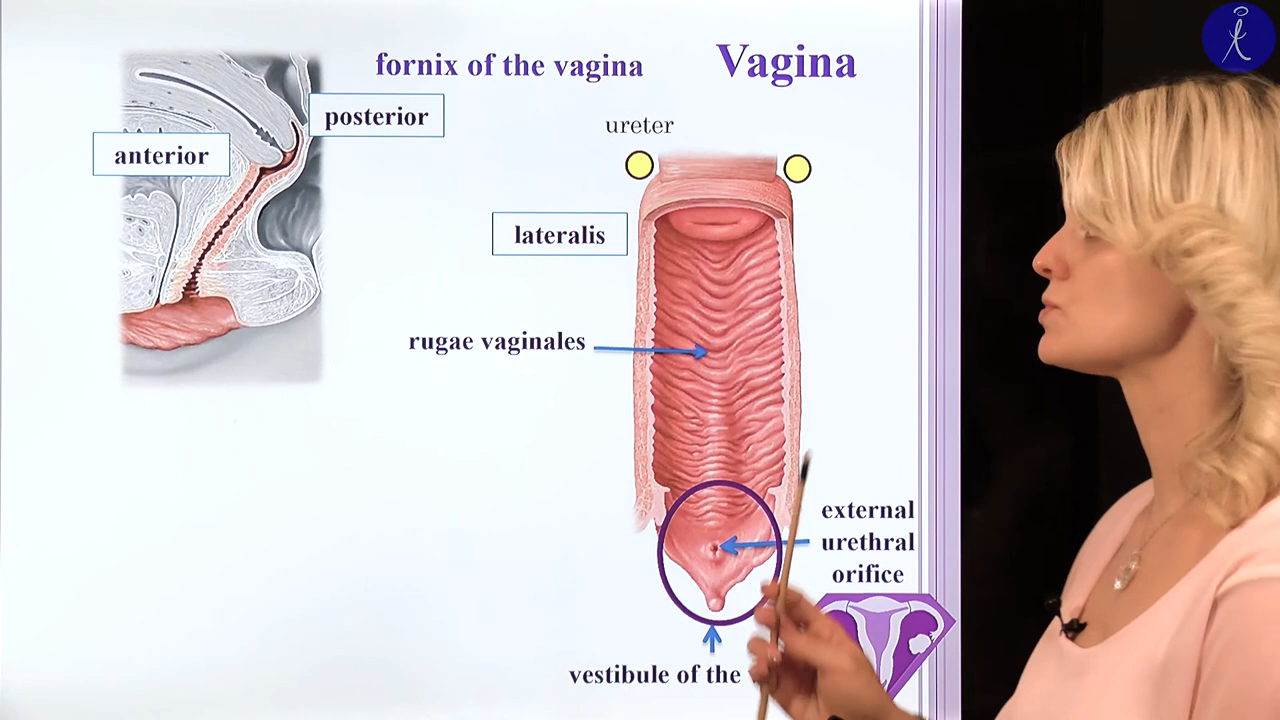 fornix of the vagina
Vagina
posterior
anterior
ureter
lateralis
rugae vaginales
external
urethral
orifice
vestibule of the